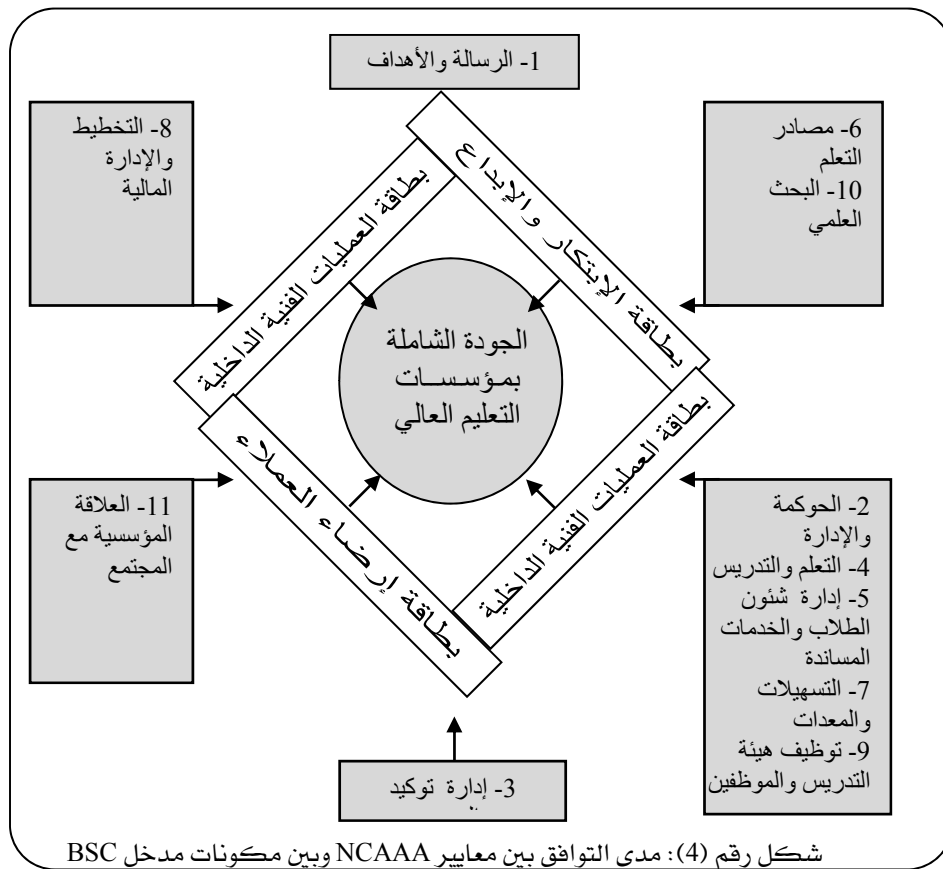 1- الرسالة والأهداف
6- مصادر
التعلم
10- البحث
العلمي
8- التخطيط
والإدارة
المالية
بطاقة الإبتكار والإبداع
بطاقة العمليات الفنية الداخلية
الجودة الشاملة
بمؤسسات
التعليم العالي
بطاقة العمليات الفنية الداخلية
بطاقة إرضاء العملاء
2- الحوكمة
والإدارة
4- التعلم والتدريس
5- إدارة شئون
الطلاب والخدمات
المساندة
7- التسهيلات
والمعدات
9- توظيف هيئة
التدريس والموظفين
11- العلاقة
المؤسسية مع
المجتمع
3- إدارة توكيد
شكل رقم (4): مدى التوافق بين معايير NCAAA وبين مكونات مدخل BSC